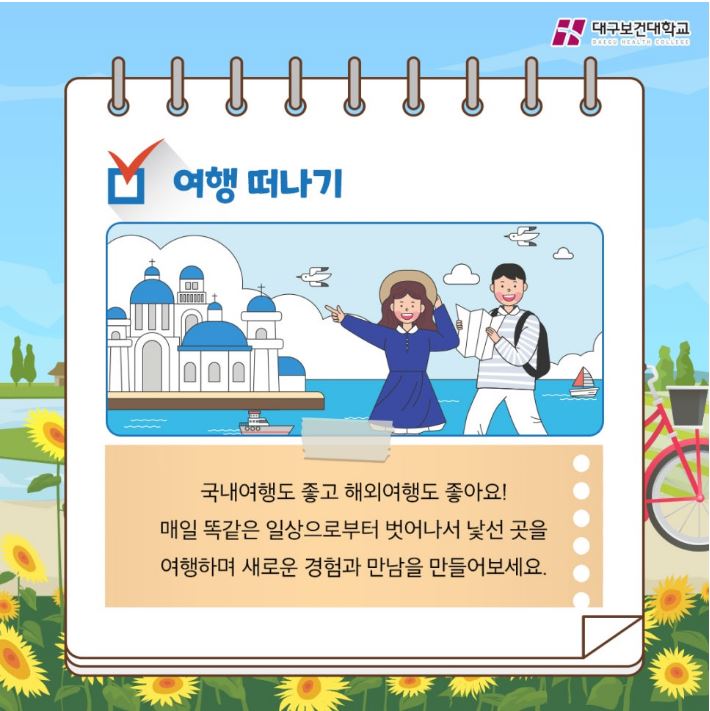 대구보건대학교
DAEGU HEALTH COLLEGE
여행 떠나기
국내여행도 좋고 해외여행도 좋아요!
매일 똑같은 일상으로부터 벗어나서 낯선 곳을
여행하며 새로운 경험과 만남을 만들어보세요.